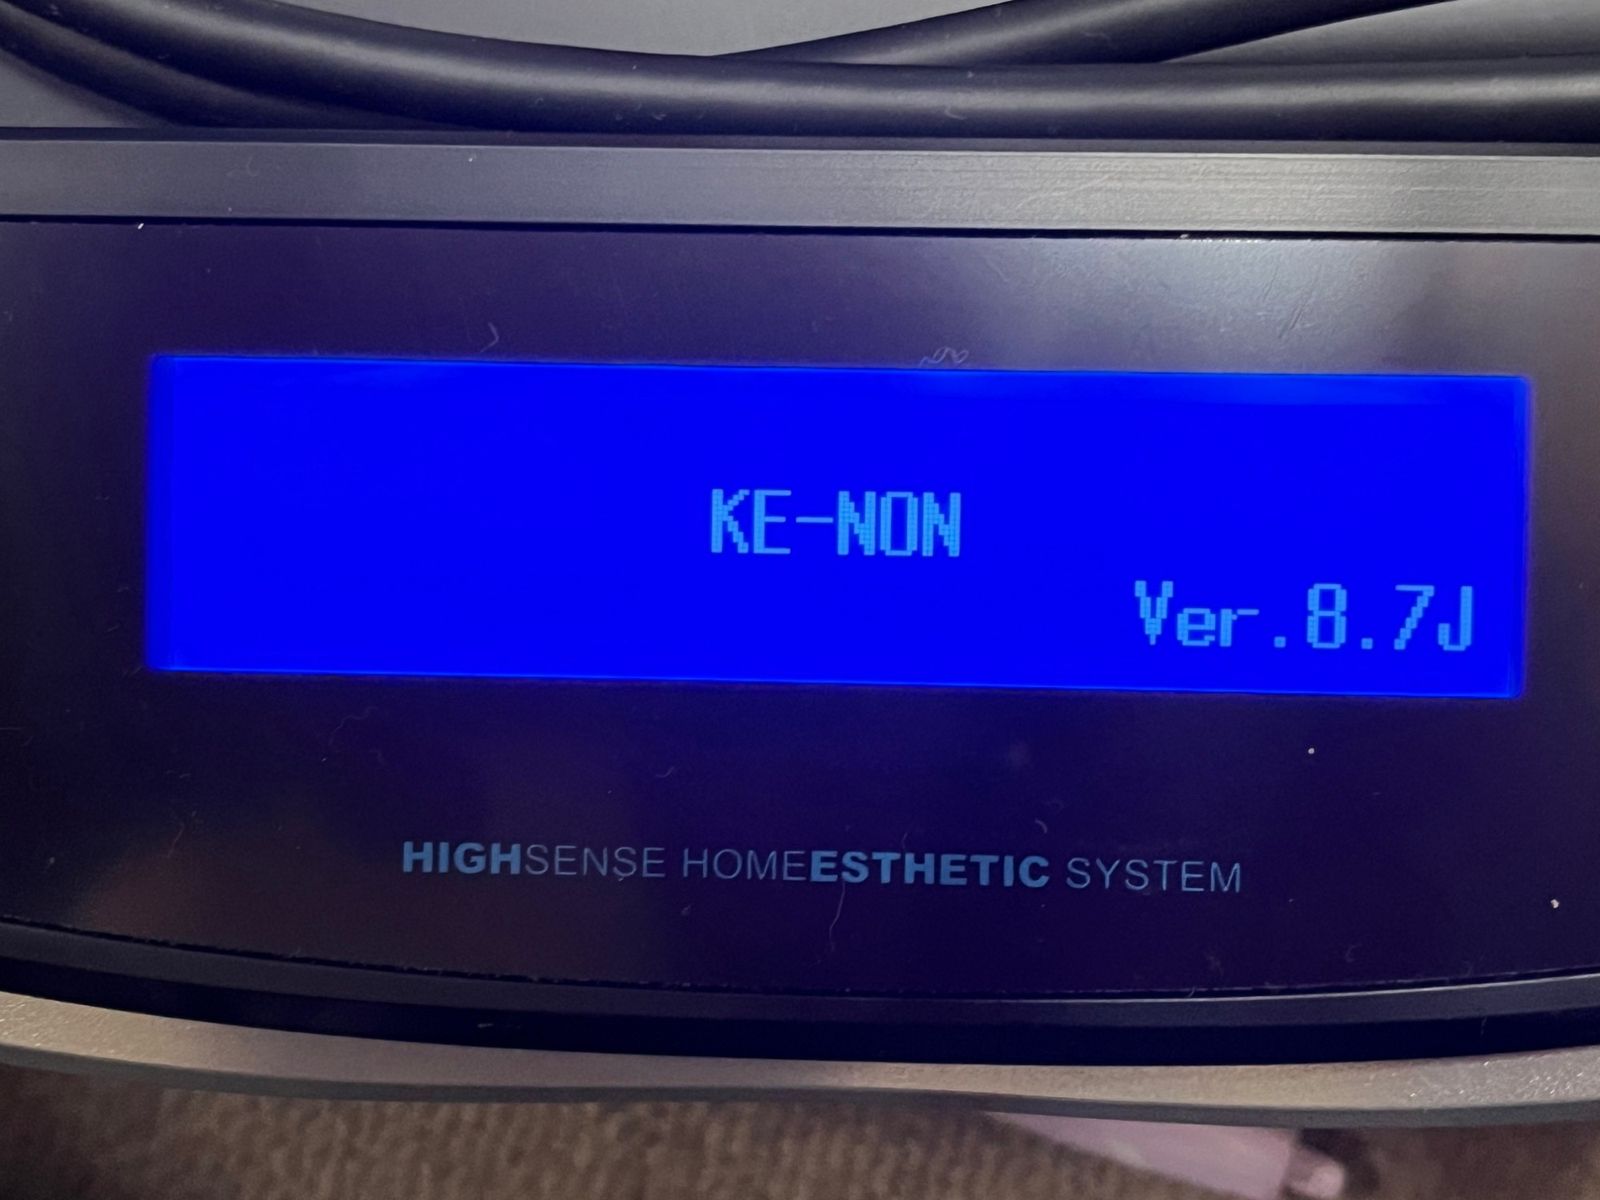 KE-NON
Ver.8.7J
HIGHSENSE HOMEESTHETIC SYSTEM